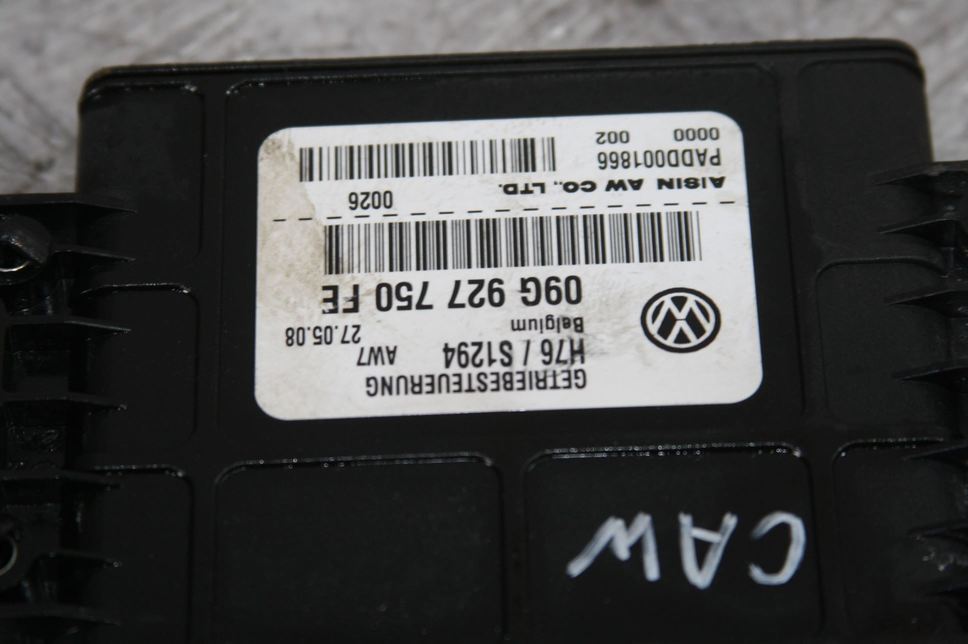 GETRIEBESTEUERUNG
H76 / S1294 AW7
Belgium 27.05.08
09G 927 750 FE
0026
AISIN AW CO., LTD.
PADD001866
0000 002
CAW